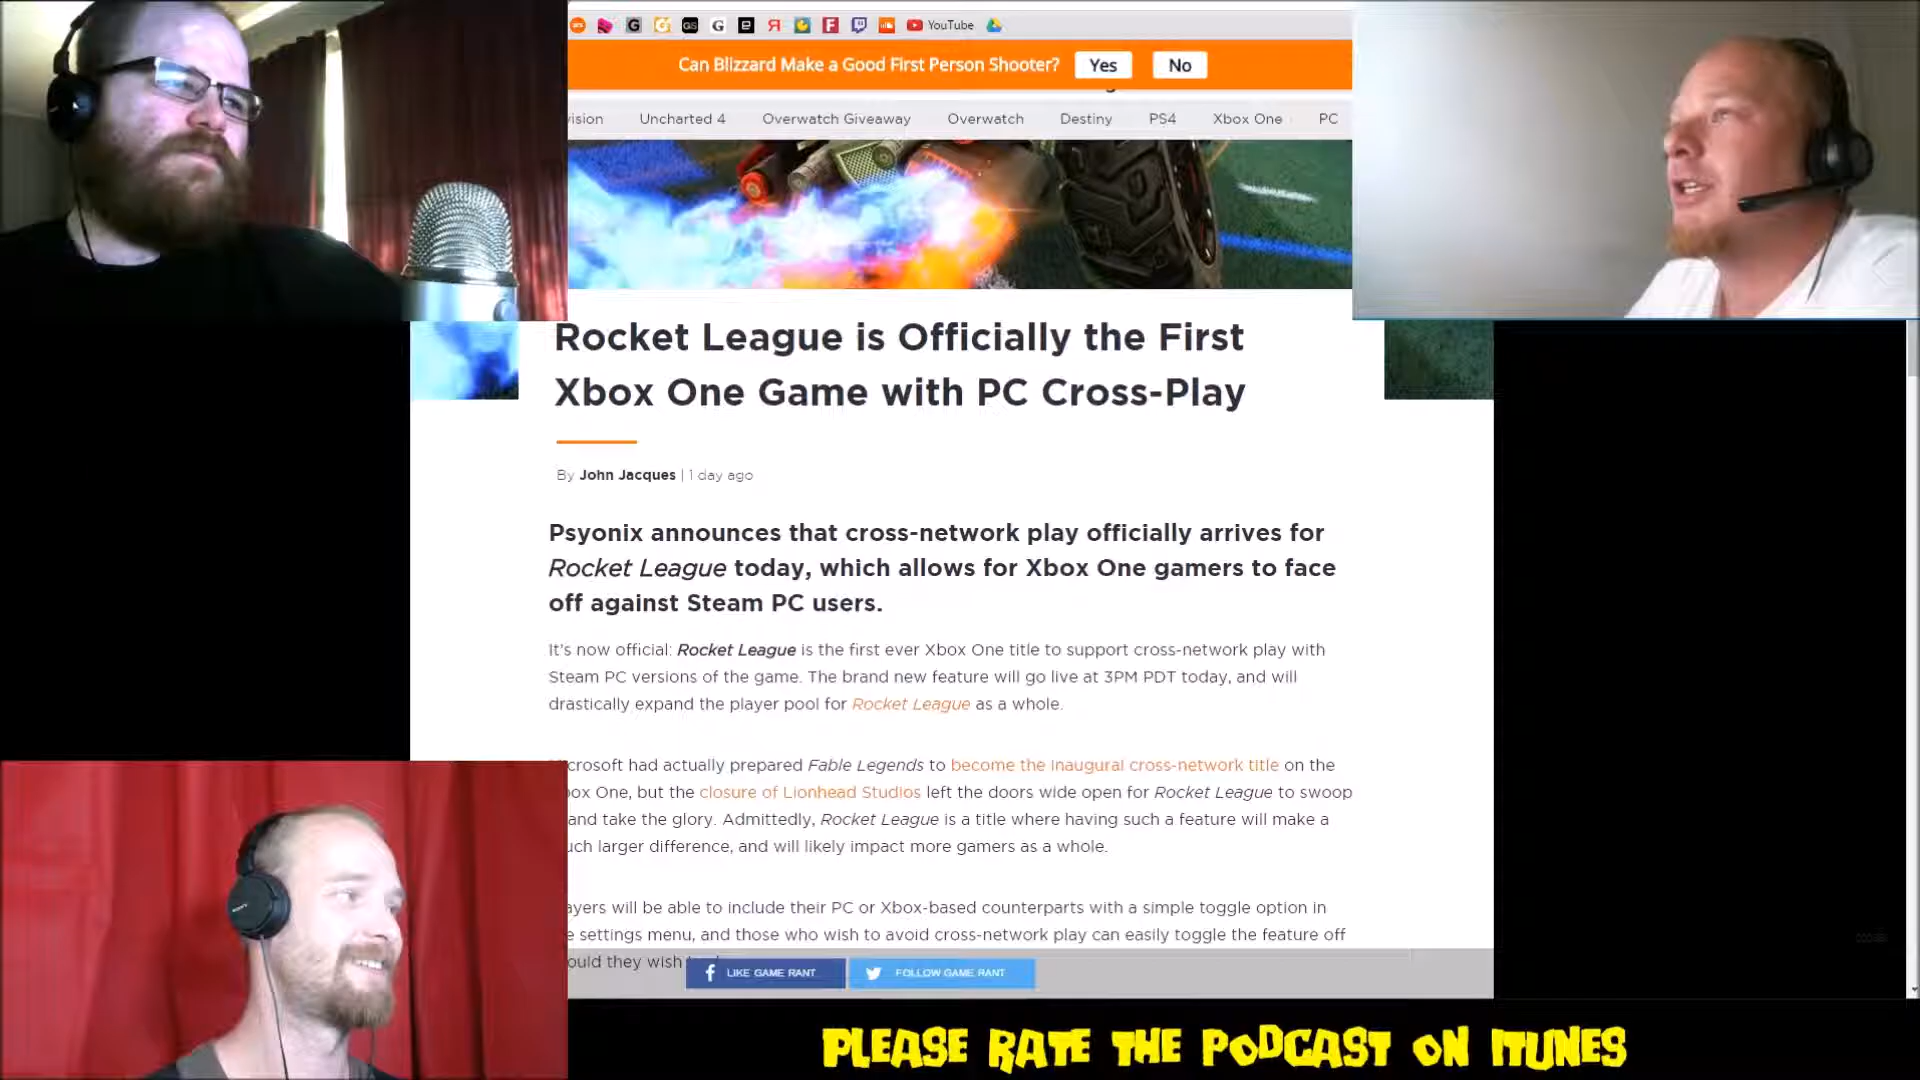 YouTube
Can Blizzard Make a Good First Person Shooter? Yes No
vision Uncharted 4 Overwatch Giveaway Overwatch Destiny PS4 Xbox One PC
Rocket League is Officially the First
Xbox One Game with PC Cross-Play
By John Jacques | 1 day ago
Psyonix announces that cross-network play officially arrives for
Rocket League today, which allows for Xbox One gamers to face
off against Steam PC users.
It's now official: Rocket League is the first ever Xbox One title to support cross-network play with
Steam PC versions of the game. The brand new feature will go live at 3PM PDT today, and will
drastically expand the player pool for Rocket League as a whole.
crosoft had actually prepared Fable Legends to become the inaugural cross-network title on the
box One, but the closure of Lionhead Studios left the doors wide open for Rocket League to swoop
and take the glory. Admittedly, Rocket League is a title where having such a feature will make a
uch larger difference, and will likely impact more gamers as a whole.
ayers will be able to include their PC or Xbox-based counterparts with a simple toggle option in
e settings menu, and those who wish to avoid cross-network play can easily toggle the feature off
ould they wish
LIKE GAME RANT FOLLOW GAME RANT
PLEASE RATE THE PODCAST ON ITUNES